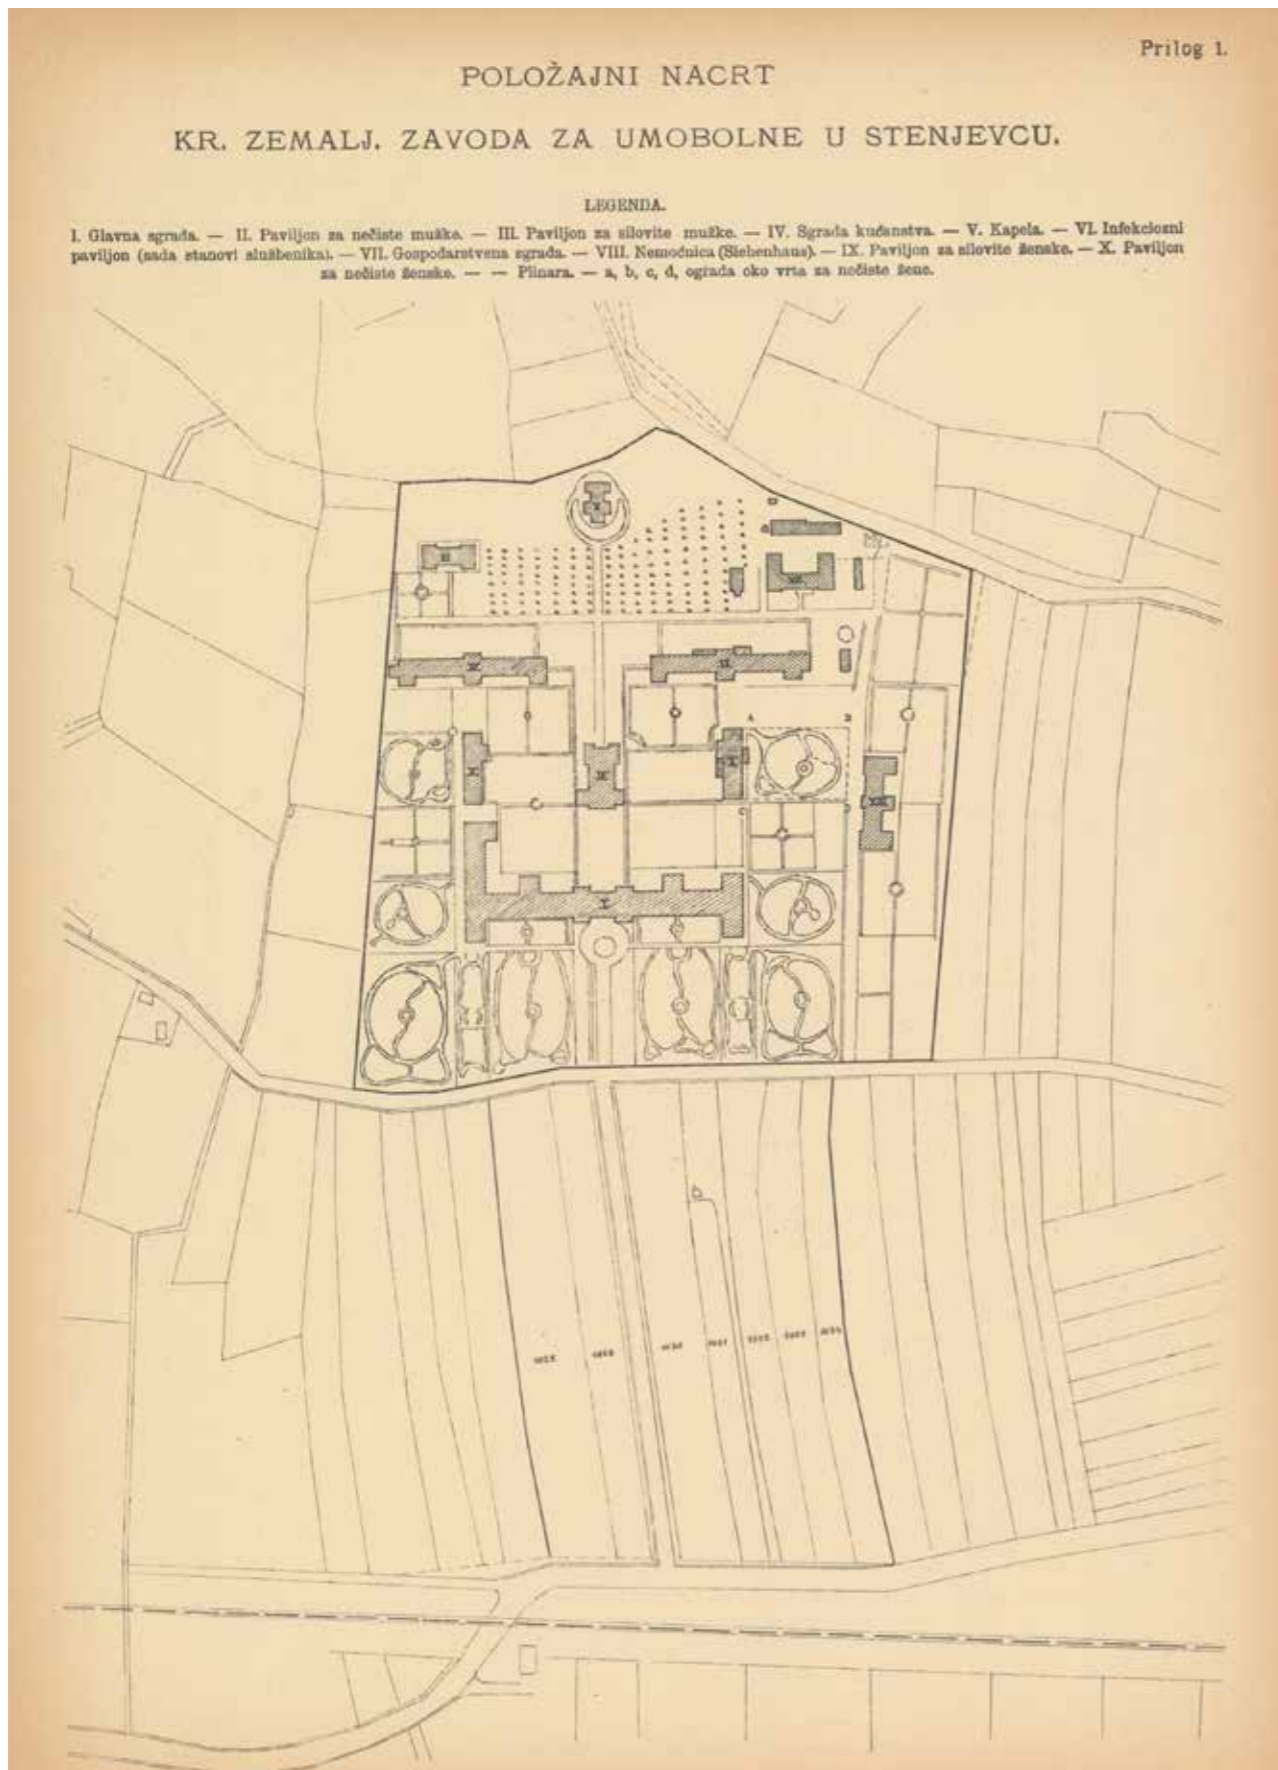 Prilog 1.
POLOŽAJNI NACRT
KR. ZEMALJ. ZAVODA ZA UMOBOLNE U STENJEVCU.
LEGENDA.
I. Glavna sgrada. — II. Paviljon za nečiste mužke. — III. Paviljon za silovite mužke. — IV. Sgrada kućanstva. — V. Kapela. — VI. Infekciozni
paviljon (sada stanovi službenika). — VII. Gospodarstvena sgrada. — VIII. Nemoćnica (Siebenhaus). — IX. Paviljon za silovite ženske. — X. Paviljon
za nečiste ženske. — — Plinara. — a, b, c, d, ograda oko vrta za nečiste žene.
A
I